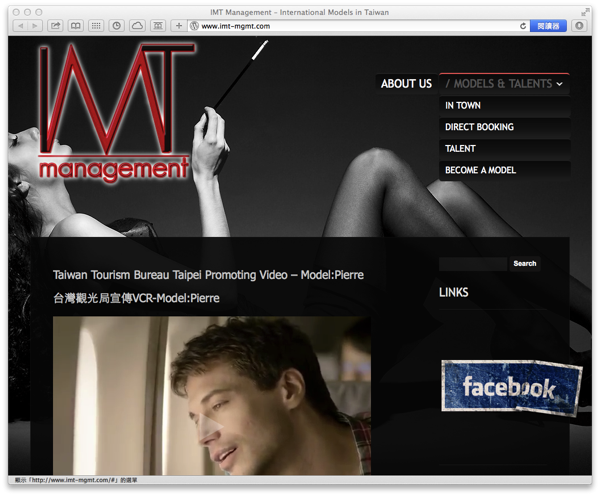 IMT Management – International Models in Taiwan
www.imt-mgmt.com
閱讀器
IMT
management
ABOUT US
/ MODELS & TALENTS
IN TOWN
DIRECT BOOKING
TALENT
BECOME A MODEL
Taiwan Tourism Bureau Taipei Promoting Video – Model:Pierre
台灣觀光局宣傳VCR-Model:Pierre
Search
LINKS
facebook
顯示「http://www.imt-mgmt.com/#」的選單